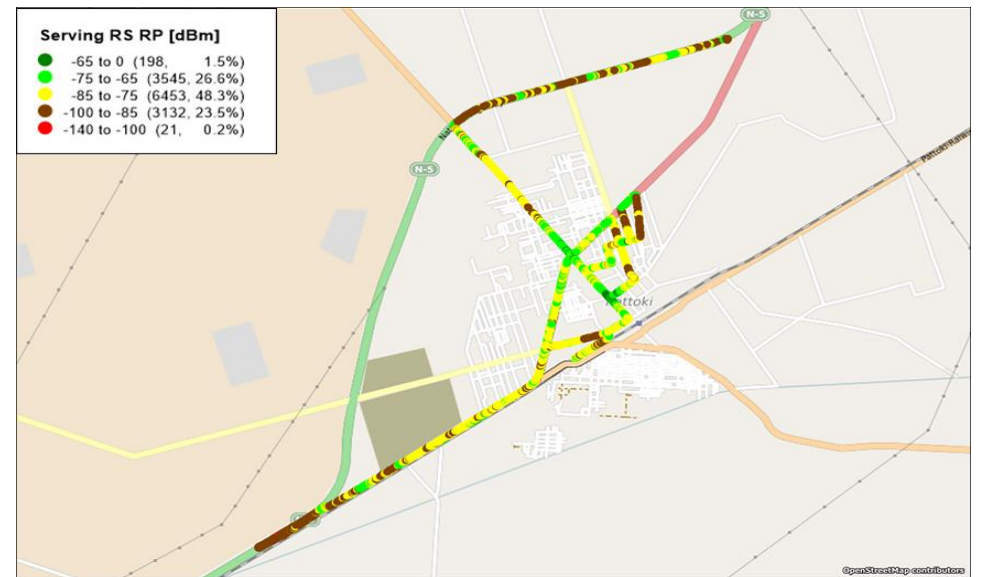 Serving RS RP [dBm]
-65 to 0 (198, 1.5%)
-75 to -65 (3545, 26.6%)
-85 to -75 (6453, 48.3%)
-100 to -85 (3132, 23.5%)
-140 to -100 (21, 0.2%)
N-5
N-5
OpenStreetMap contributors